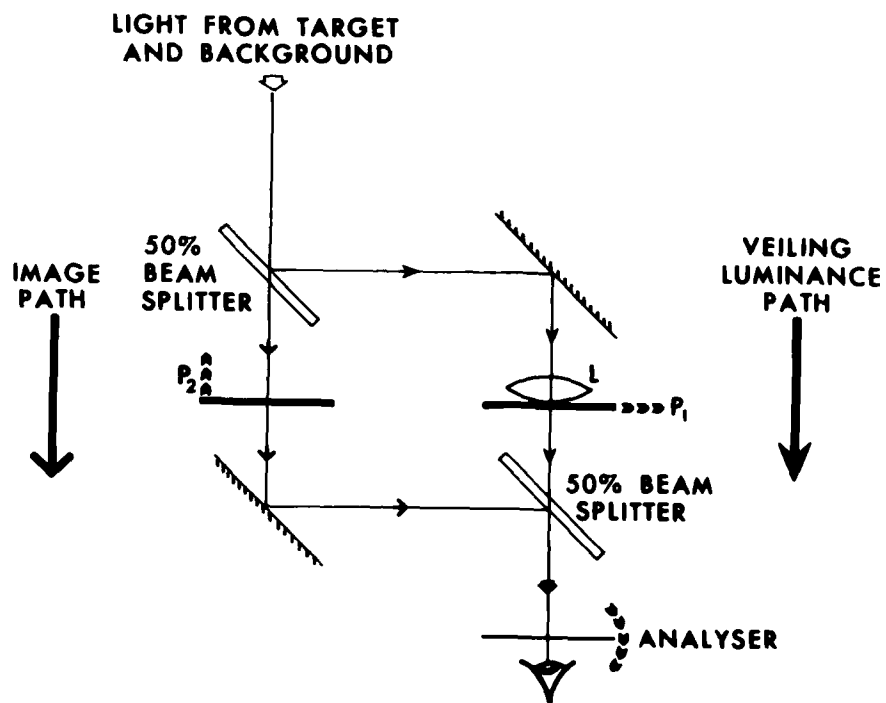 LIGHT FROM TARGET
AND BACKGROUND
50%
BEAM
SPLITTER
IMAGE
PATH
VEILING
LUMINANCE
PATH
P2
L
P1
50% BEAM
SPLITTER
ANALYSER